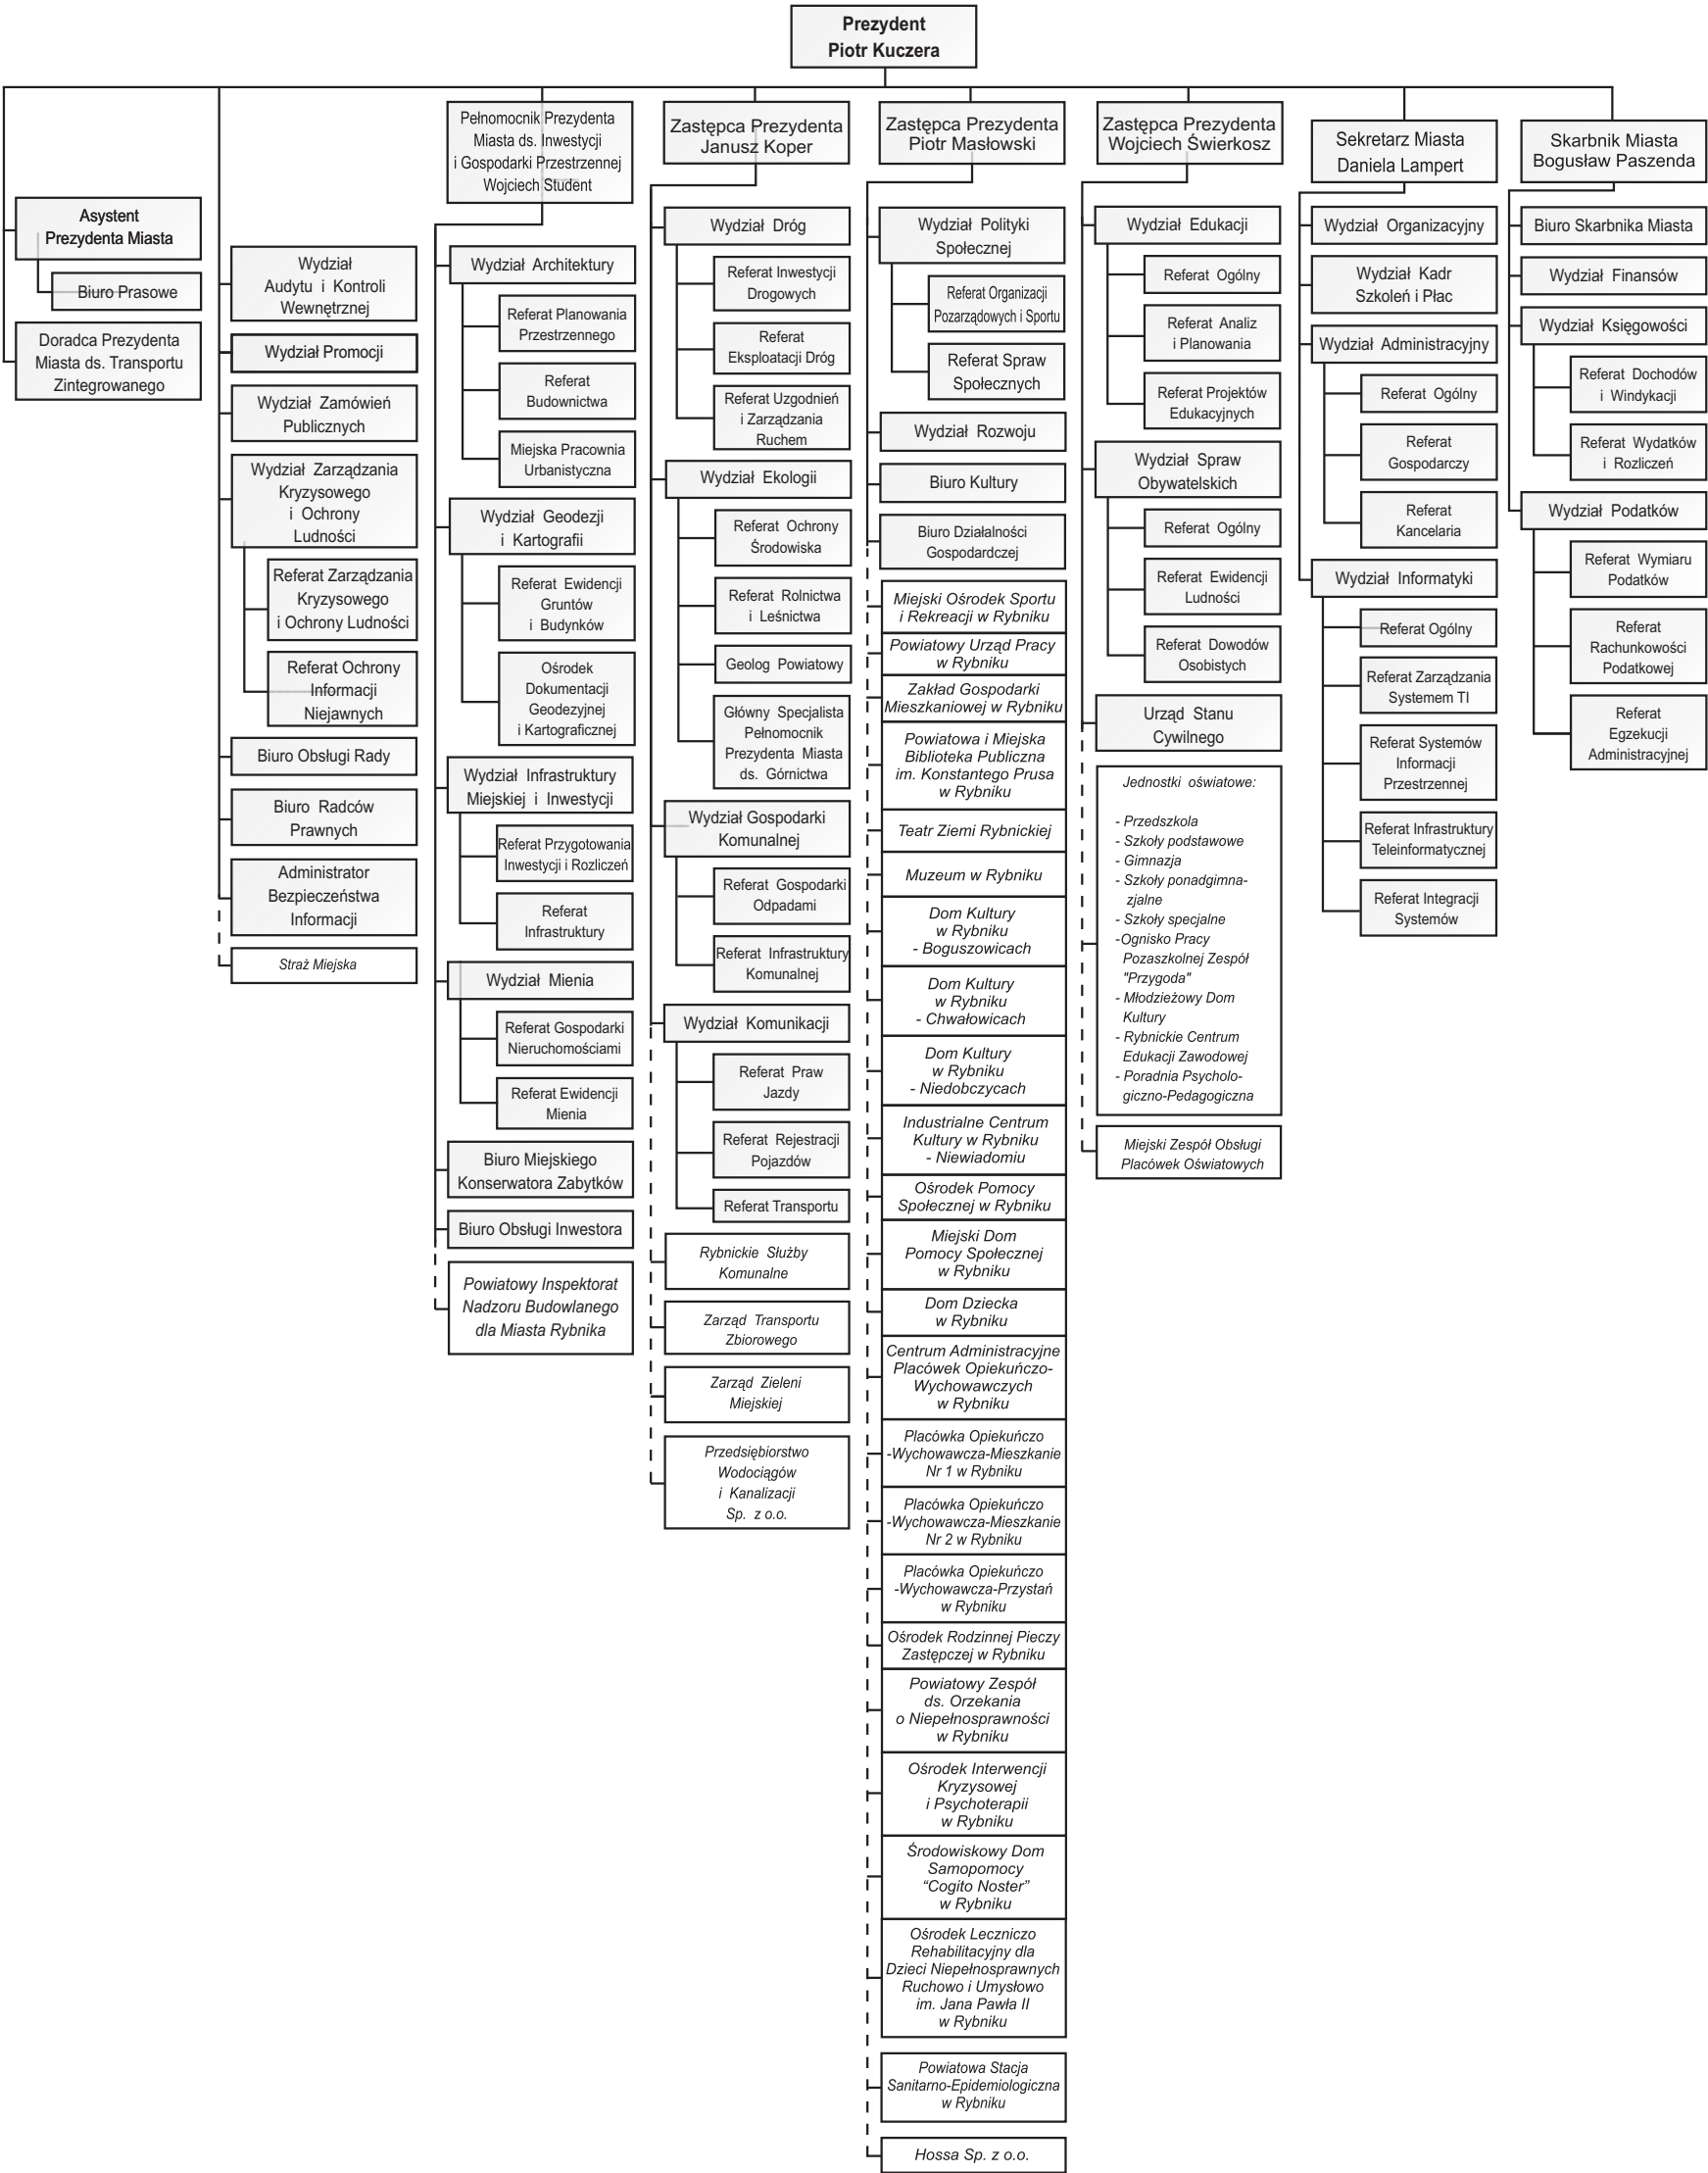 Prezydent
Piotr Kuczera
Asystent
Prezydenta Miasta
Biuro Prasowe
Doradca Prezydenta
Miasta ds. Transportu
Zintegrowanego
Wydział
Audytu i Kontroli
Wewnętrznej
Wydział Promocji
Wydział Zamówień
Publicznych
Wydział Zarządzania
Kryzysowego
i Ochrony
Ludności
Referat Zarządzania
Kryzysowego
i Ochrony Ludności
Referat Ochrony
Informacji
Niejawnych
Biuro Obsługi Rady
Biuro Radców
Prawnych
Administrator
Bezpieczeństwa
Informacji
Straż Miejska
Pełnomocnik Prezydenta
Miasta ds. Inwestycji
i Gospodarki Przestrzennej
Wojciech Student
Wydział Architektury
Referat Planowania
Przestrzennego
Referat
Budownictwa
Miejska Pracownia
Urbanistyczna
Wydział Geodezji
i Kartografii
Referat Ewidencji
Gruntów
i Budynków
Ośrodek
Dokumentacji
Geodezyjnej
i Kartograficznej
Wydział Infrastruktury
Miejskiej i Inwestycji
Referat Przygotowania
Inwestycji i Rozliczeń
Referat
Infrastruktury
Wydział Mienia
Referat Gospodarki
Nieruchomościami
Referat Ewidencji
Mienia
Biuro Miejskiego
Konserwatora Zabytków
Biuro Obsługi Inwestora
Powiatowy Inspektorat
Nadzoru Budowlanego
dla Miasta Rybnika
Zastępca Prezydenta
Janusz Koper
Wydział Dróg
Referat Inwestycji
Drogowych
Referat
Eksploatacji Dróg
Referat Uzgodnień
i Zarządzania
Ruchem
Wydział Ekologii
Referat Ochrony
Środowiska
Referat Rolnictwa
i Leśnictwa
Geolog Powiatowy
Główny Specjalista
Pełnomocnik
Prezydenta Miasta
ds. Górnictwa
Wydział Gospodarki
Komunalnej
Referat Gospodarki
Odpadami
Referat Infrastruktury
Komunalnej
Wydział Komunikacji
Referat Praw
Jazdy
Referat Rejestracji
Pojazdów
Referat Transportu
Rybnickie Służby
Komunalne
Zarząd Transportu
Zbiorowego
Zarząd Zieleni
Miejskiej
Przedsiębiorstwo
Wodociągów
i Kanalizacji
Sp. z o.o.
Zastępca Prezydenta
Piotr Masłowski
Wydział Polityki
Społecznej
Referat Organizacji
Pozarządowych i Sportu
Referat Spraw
Społecznych
Wydział Rozwoju
Biuro Kultury
Biuro Działalności
Gospodardczej
Miejski Ośrodek Sportu
i Rekreacji w Rybniku
Powiatowy Urząd Pracy
w Rybniku
Zakład Gospodarki
Mieszkaniowej w Rybniku
Powiatowa i Miejska
Biblioteka Publiczna
im. Konstantego Prusa
w Rybniku
Teatr Ziemi Rybnickiej
Muzeum w Rybniku
Dom Kultury
w Rybniku
- Boguszowicach
Dom Kultury
w Rybniku
- Chwałowicach
Dom Kultury
w Rybniku
- Niedobczycach
Industrialne Centrum
Kultury w Rybniku
- Niewiadomiu
Ośrodek Pomocy
Społecznej w Rybniku
Miejski Dom
Pomocy Społecznej
w Rybniku
Dom Dziecka
w Rybniku
Centrum Administracyjne
Placówek Opiekuńczo-
Wychowawczych
w Rybniku
Placówka Opiekuńczo
-Wychowawcza-Mieszkanie
Nr 1 w Rybniku
Placówka Opiekuńczo
-Wychowawcza-Mieszkanie
Nr 2 w Rybniku
Placówka Opiekuńczo
-Wychowawcza-Przystań
w Rybniku
Ośrodek Rodzinnej Pieczy
Zastępczej w Rybniku
Powiatowy Zespół
ds. Orzekania
o Niepełnosprawności
w Rybniku
Ośrodek Interwencji
Kryzysowej
i Psychoterapii
w Rybniku
Środowiskowy Dom
Samopomocy
“Cogito Noster”
w Rybniku
Ośrodek Leczniczo
Rehabilitacyjny dla
Dzieci Niepełnosprawnych
Ruchowo i Umysłowo
im. Jana Pawła II
w Rybniku
Powiatowa Stacja
Sanitarno-Epidemiologiczna
w Rybniku
Hossa Sp. z o.o.
Zastępca Prezydenta
Wojciech Świerkosz
Wydział Edukacji
Referat Ogólny
Referat Analiz
i Planowania
Referat Projektów
Edukacyjnych
Wydział Spraw
Obywatelskich
Referat Ogólny
Referat Ewidencji
Ludności
Referat Dowodów
Osobistych
Urząd Stanu
Cywilnego
Jednostki oświatowe:
- Przedszkola
- Szkoły podstawowe
- Gimnazja
- Szkoły ponadgimna-
zjalne
- Szkoły specjalne
-Ognisko Pracy
Pozaszkolnej Zespół
"Przygoda"
- Młodzieżowy Dom
Kultury
- Rybnickie Centrum
Edukacji Zawodowej
- Poradnia Psycholo-
giczno-Pedagogiczna
Miejski Zespół Obsługi
Placówek Oświatowych
Sekretarz Miasta
Daniela Lampert
Wydział Organizacyjny
Wydział Kadr
Szkoleń i Płac
Wydział Administracyjny
Referat Ogólny
Referat
Gospodarczy
Referat
Kancelaria
Wydział Informatyki
Referat Ogólny
Referat Zarządzania
Systemem TI
Referat Systemów
Informacji
Przestrzennej
Referat Infrastruktury
Teleinformatycznej
Referat Integracji
Systemów
Skarbnik Miasta
Bogusław Paszenda
Biuro Skarbnika Miasta
Wydział Finansów
Wydział Księgowości
Referat Dochodów
i Windykacji
Referat Wydatków
i Rozliczeń
Wydział Podatków
Referat Wymiaru
Podatków
Referat
Rachunkowości
Podatkowej
Referat
Egzekucji
Administracyjnej